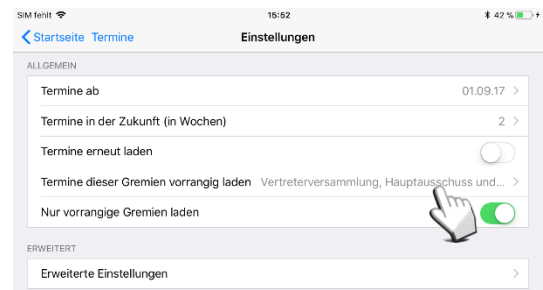 SIM fehlt 15:52 42 %
Startseite Termine Einstellungen
ALLGEMEIN
Termine ab 01.09.17
Termine in der Zukunft (in Wochen) 2
Termine erneut laden
Termine dieser Gremien vorrangig laden Vertreterversammlung, Hauptausschuss und...
Nur vorrangige Gremien laden
ERWEITERT
Erweiterte Einstellungen